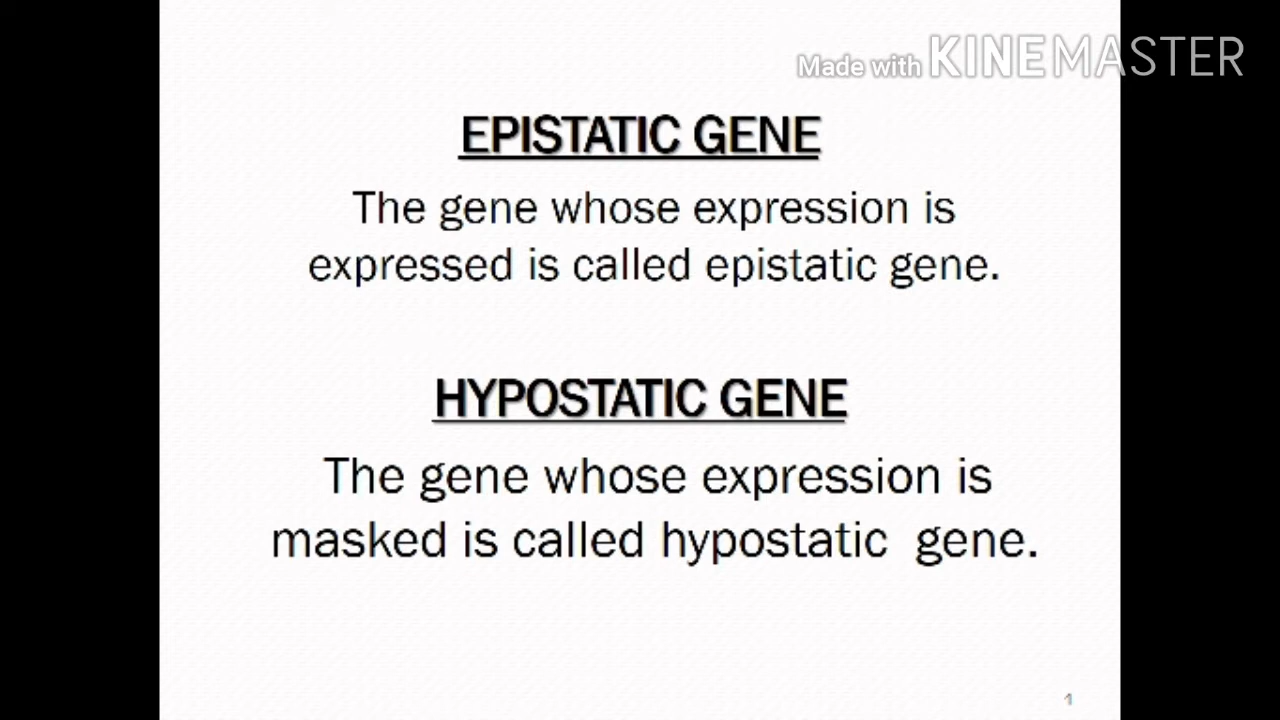 Made with KINEMASTER
EPISTATIC GENE
The gene whose expression is
expressed is called epistatic gene.
HYPOSTATIC GENE
The gene whose expression is
masked is called hypostatic gene.
1